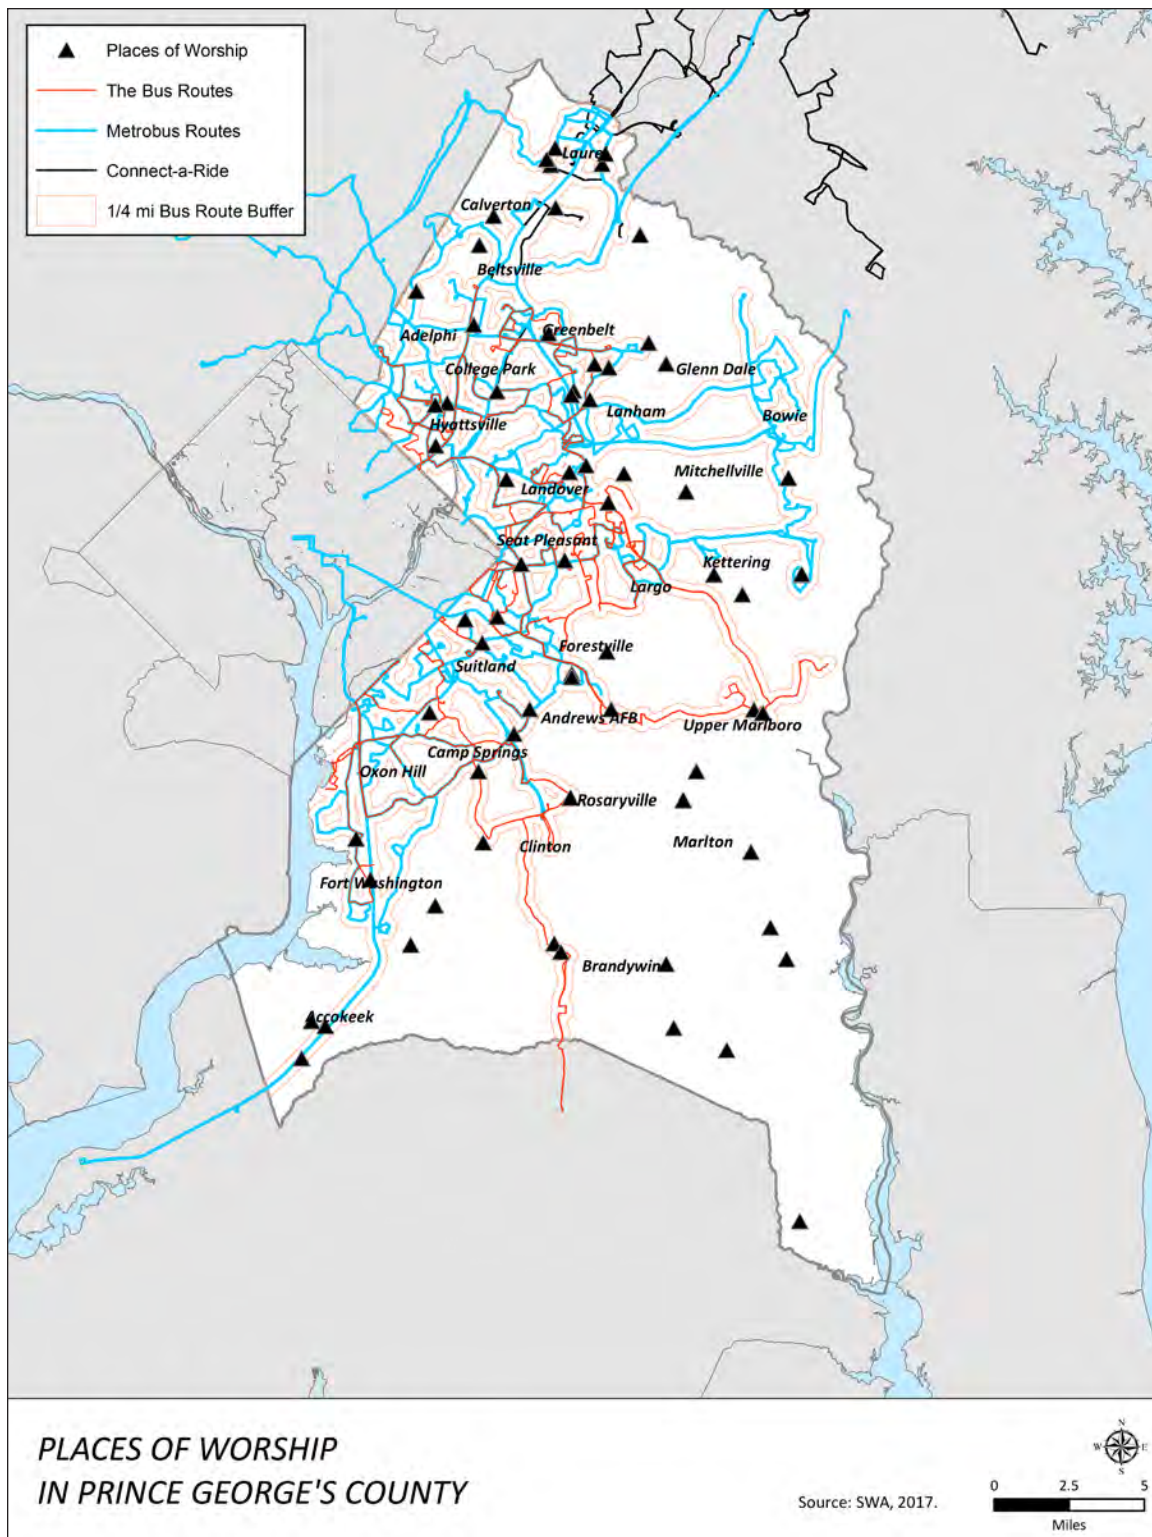 Places of Worship
The Bus Routes
Metrobus Routes
Connect-a-Ride
1/4 mi Bus Route Buffer
Laurel
Calverton
Beltsville
Adelphi
Greenbelt
College Park
Glenn Dale
Lanham
Bowie
Hyattsville
Mitchellville
Landover
Seat Pleasant
Kettering
Largo
Forestville
Suitland
Andrews AFB
Upper Marlboro
Camp Springs
Oxon Hill
Rosaryville
Marlton
Clinton
Fort Washington
Brandywine
Accokeek
PLACES OF WORSHIP
IN PRINCE GEORGE'S COUNTY
Source: SWA, 2017.
N
W E
S
0 2.5 5
Miles